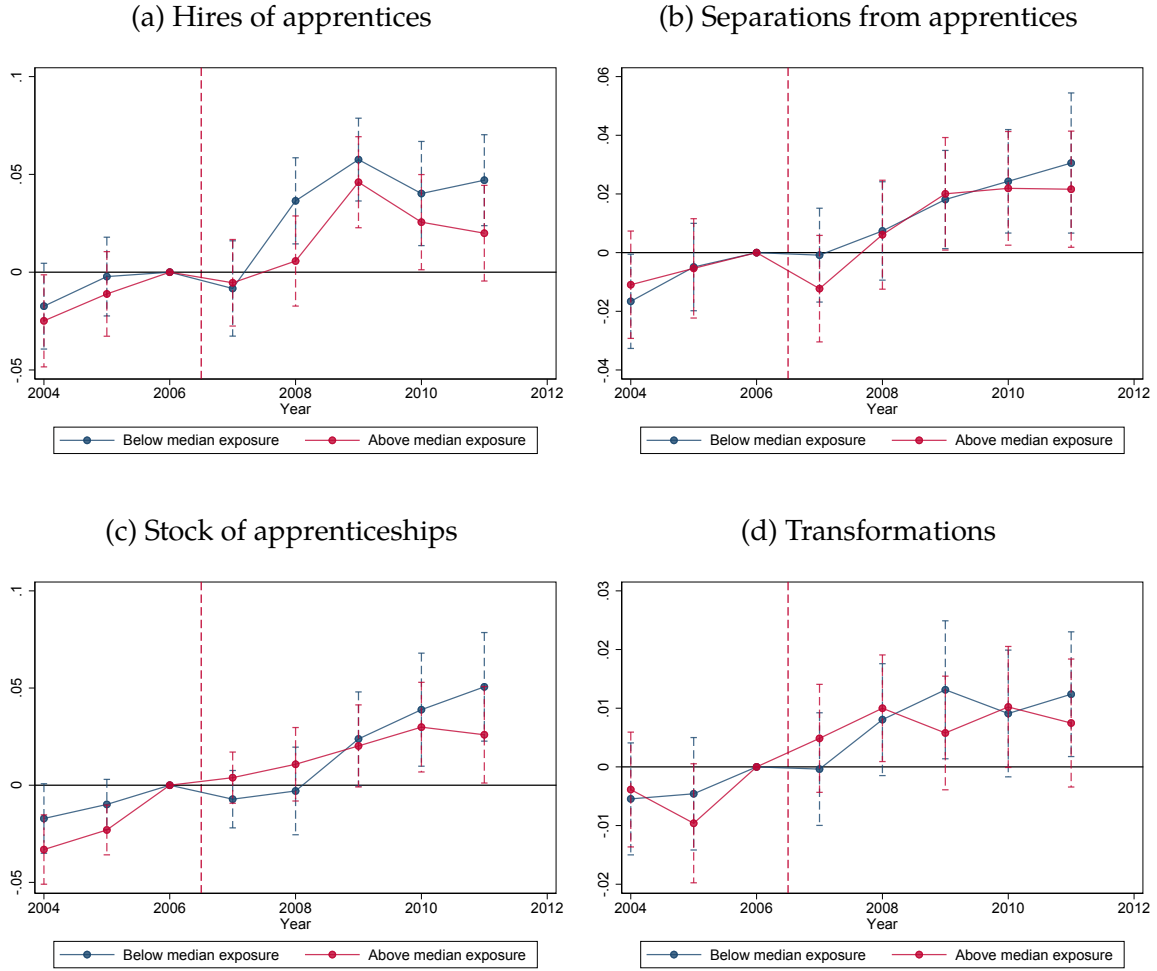 (a) Hires of apprentices
.1
.05
0
-.05
2004 2006 2008 2010 2012
Year
Below median exposure Above median exposure
(b) Separations from apprentices
.06
.04
.02
0
-.02
-.04
2004 2006 2008 2010 2012
Year
Below median exposure Above median exposure
(c) Stock of apprenticeships
.1
.05
0
-.05
2004 2006 2008 2010 2012
Year
Below median exposure Above median exposure
(d) Transformations
.03
.02
.01
0
-.01
-.02
2004 2006 2008 2010 2012
Year
Below median exposure Above median exposure